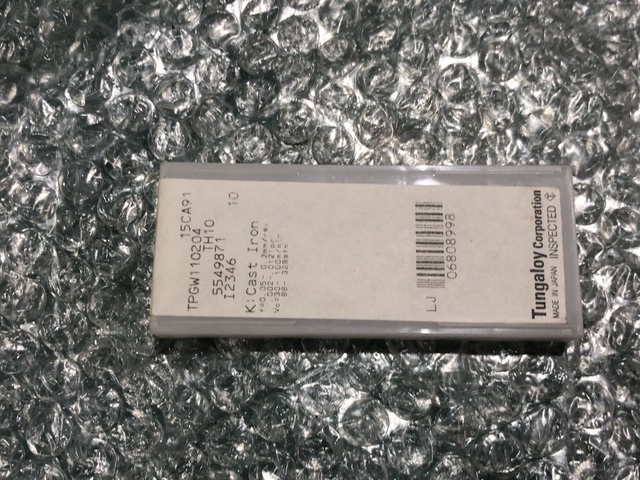 TPGW110204 15CA91
5549871 TH10
I2346 10
K:Cast Iron
LJ
06808998
Tungaloy Corporation
MADE IN JAPAN INSPECTED